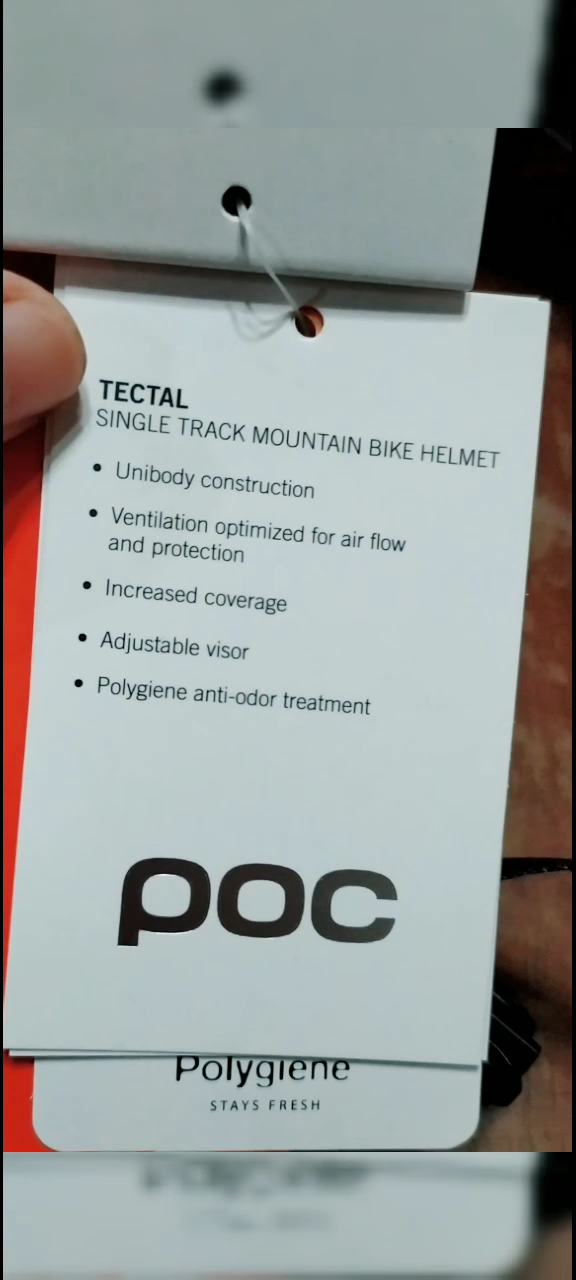 TECTAL
SINGLE TRACK MOUNTAIN BIKE HELMET
• Unibody construction
• Ventilation optimized for air flow
and protection
• Increased coverage
• Adjustable visor
• Polygiene anti-odor treatment
POC
Polygiene
STAYS FRESH